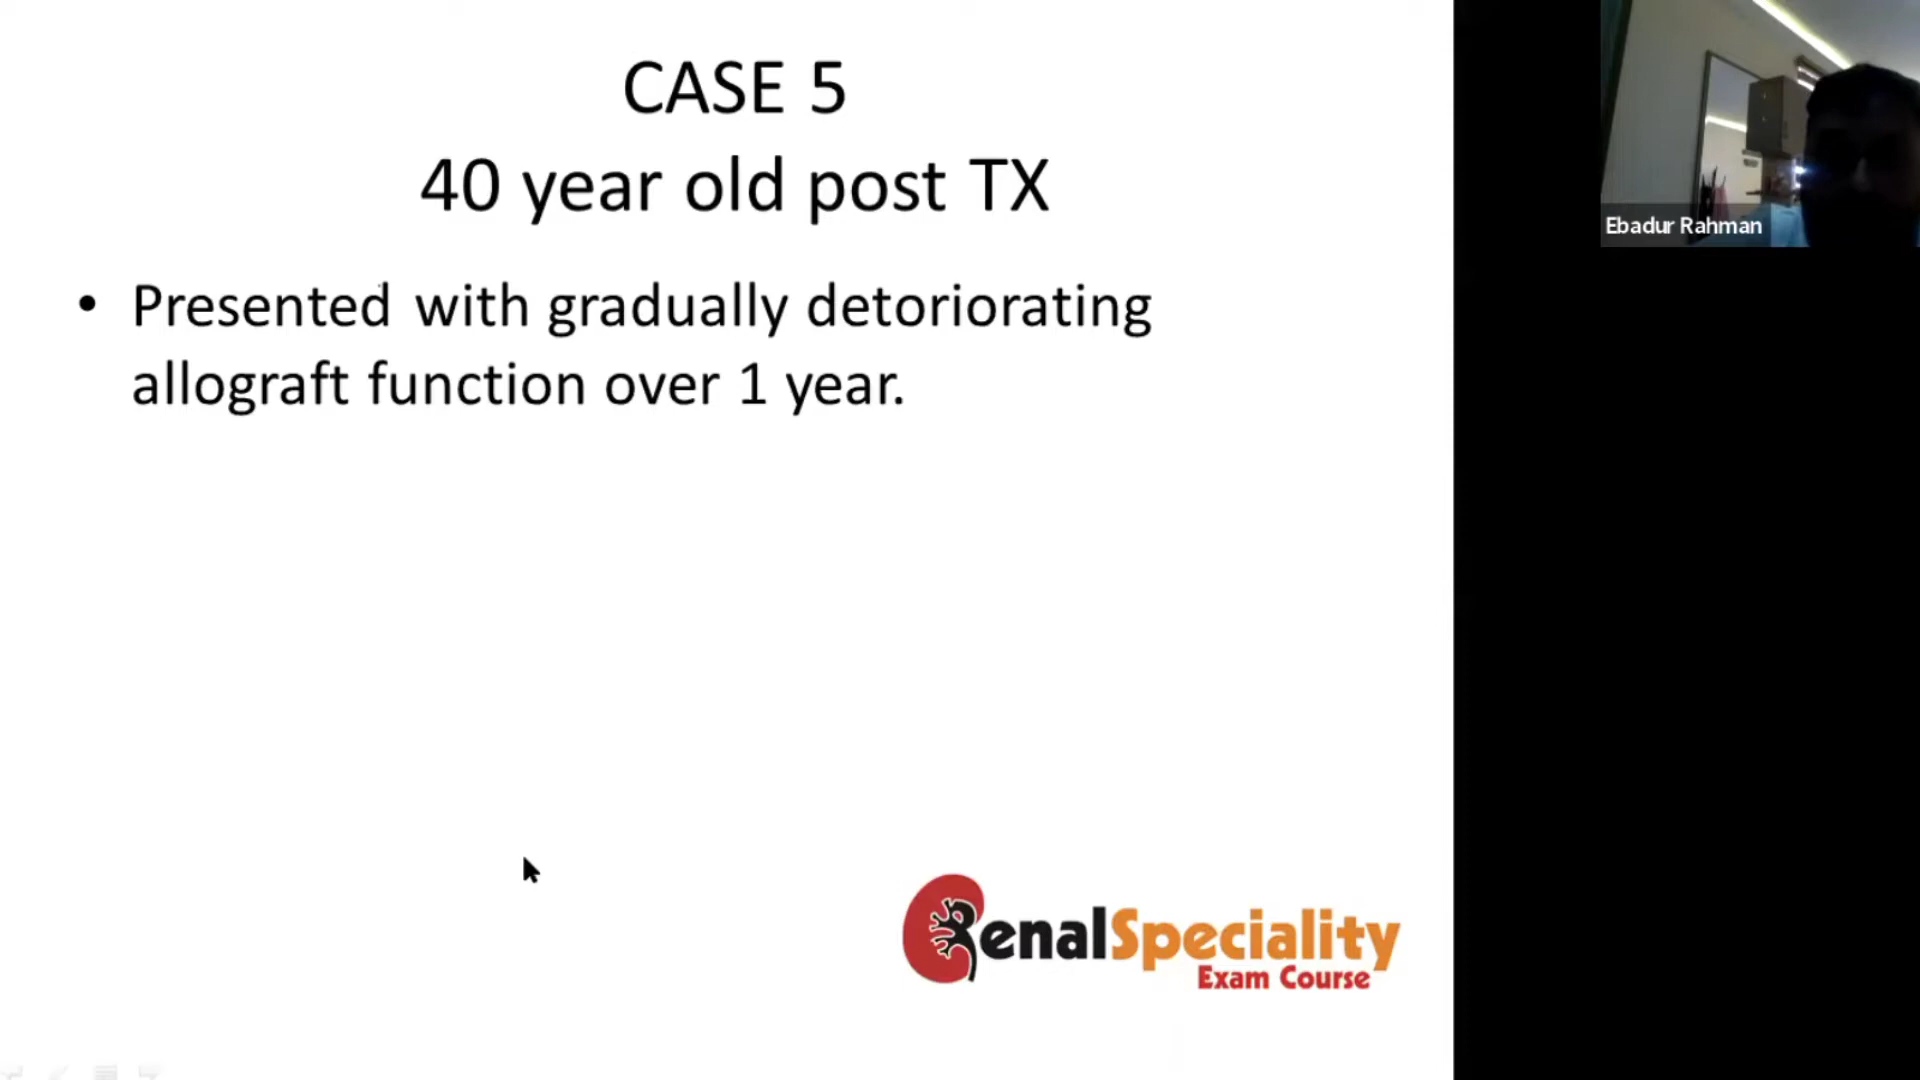 CASE 5
40 year old post TX
• Presented with gradually detoriorating
allograft function over 1 year.
Ebadur Rahman
RenalSpeciality
Exam Course